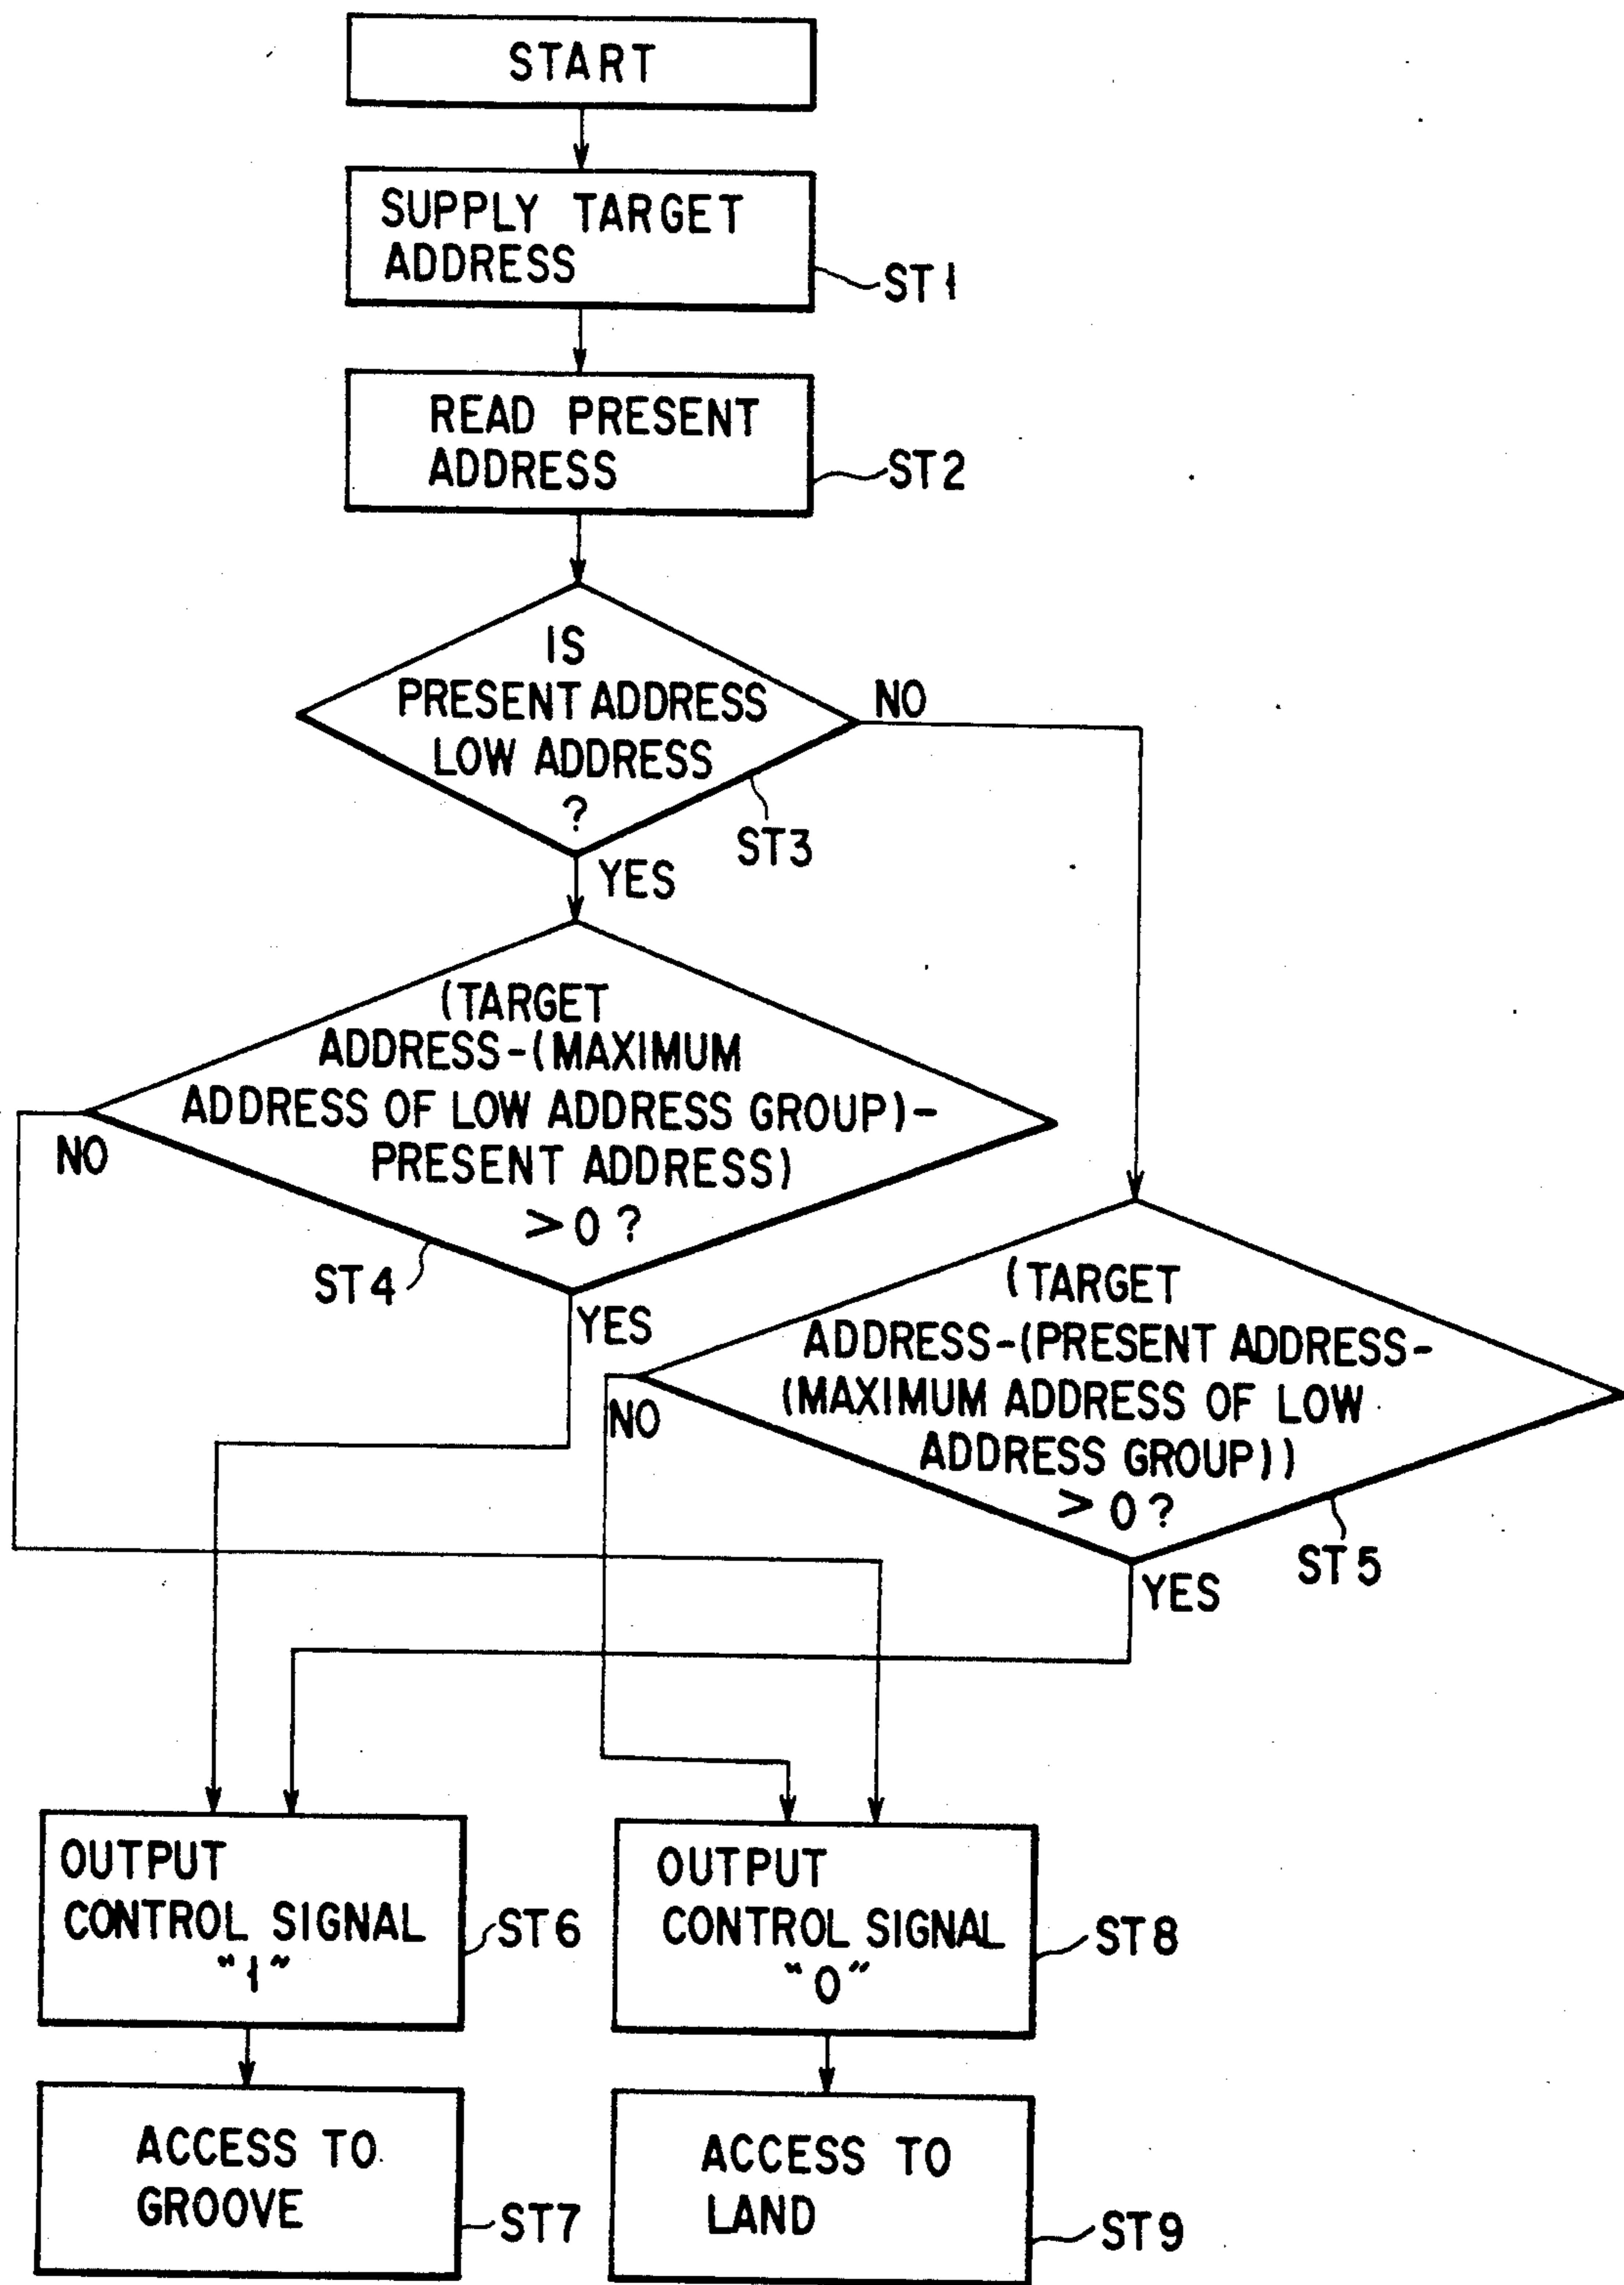 START
SUPPLY TARGET
ADDRESS
ST1
READ PRESENT
ADDRESS
ST2
IS
PRESENT ADDRESS
LOW ADDRESS
?
NO
ST3
YES
(TARGET
ADDRESS-(MAXIMUM
ADDRESS OF LOW ADDRESS GROUP)-
PRESENT ADDRESS)
>0?
NO
ST4
YES
(TARGET
ADDRESS-(PRESENT ADDRESS-
(MAXIMUM ADDRESS OF LOW
ADDRESS GROUP))
>0?
NO
ST5
YES
OUTPUT
CONTROL SIGNAL
"1"
ST6
OUTPUT
CONTROL SIGNAL
"0"
ST8
ACCESS TO
GROOVE
ST7
ACCESS TO
LAND
ST9